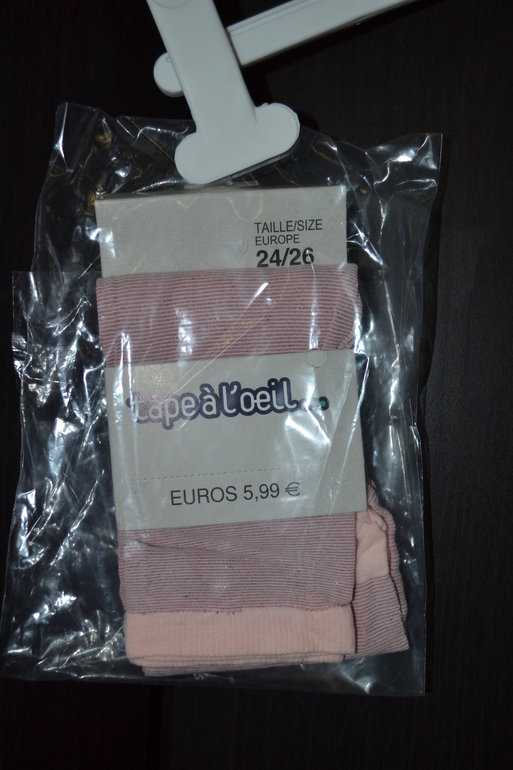 TAILLE/SIZE
EUROPE
24/26
tape à l'oeil...
EUROS 5,99 €